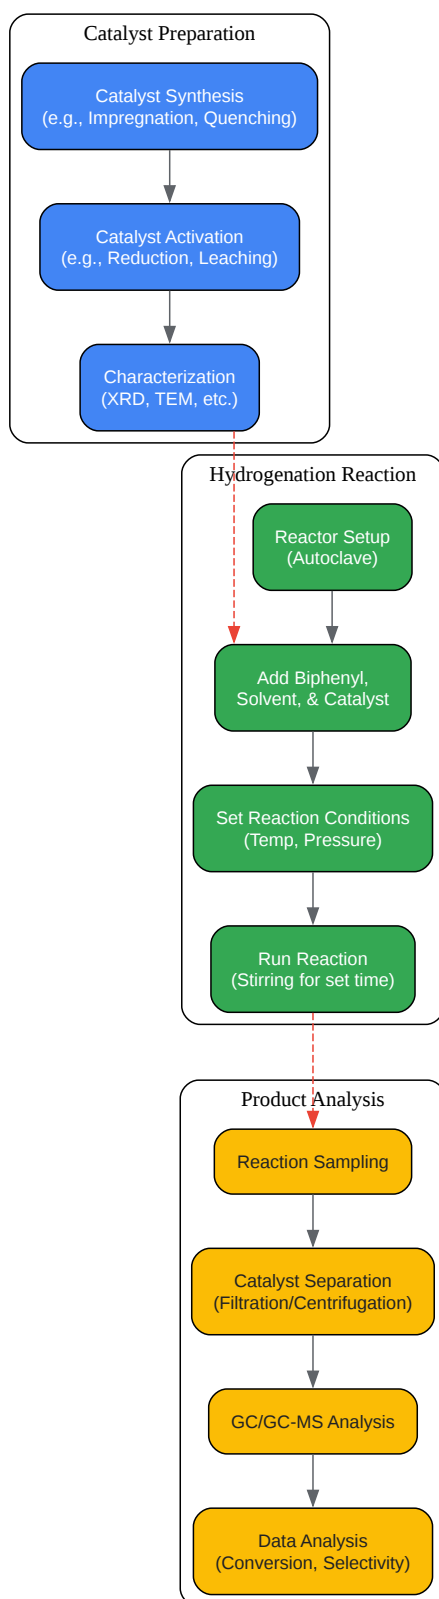 Catalyst Preparation
Catalyst Synthesis
(e.g., Impregnation, Quenching)
Catalyst Activation
(e.g., Reduction, Leaching)
Characterization
(XRD, TEM, etc.)
Hydrogenation Reaction
Reactor Setup
(Autoclave)
Add Biphenyl,
Solvent, & Catalyst
Set Reaction Conditions
(Temp, Pressure)
Run Reaction
(Stirring for set time)
Product Analysis
Reaction Sampling
Catalyst Separation
(Filtration/Centrifugation)
GC/GC-MS Analysis
Data Analysis
(Conversion, Selectivity)